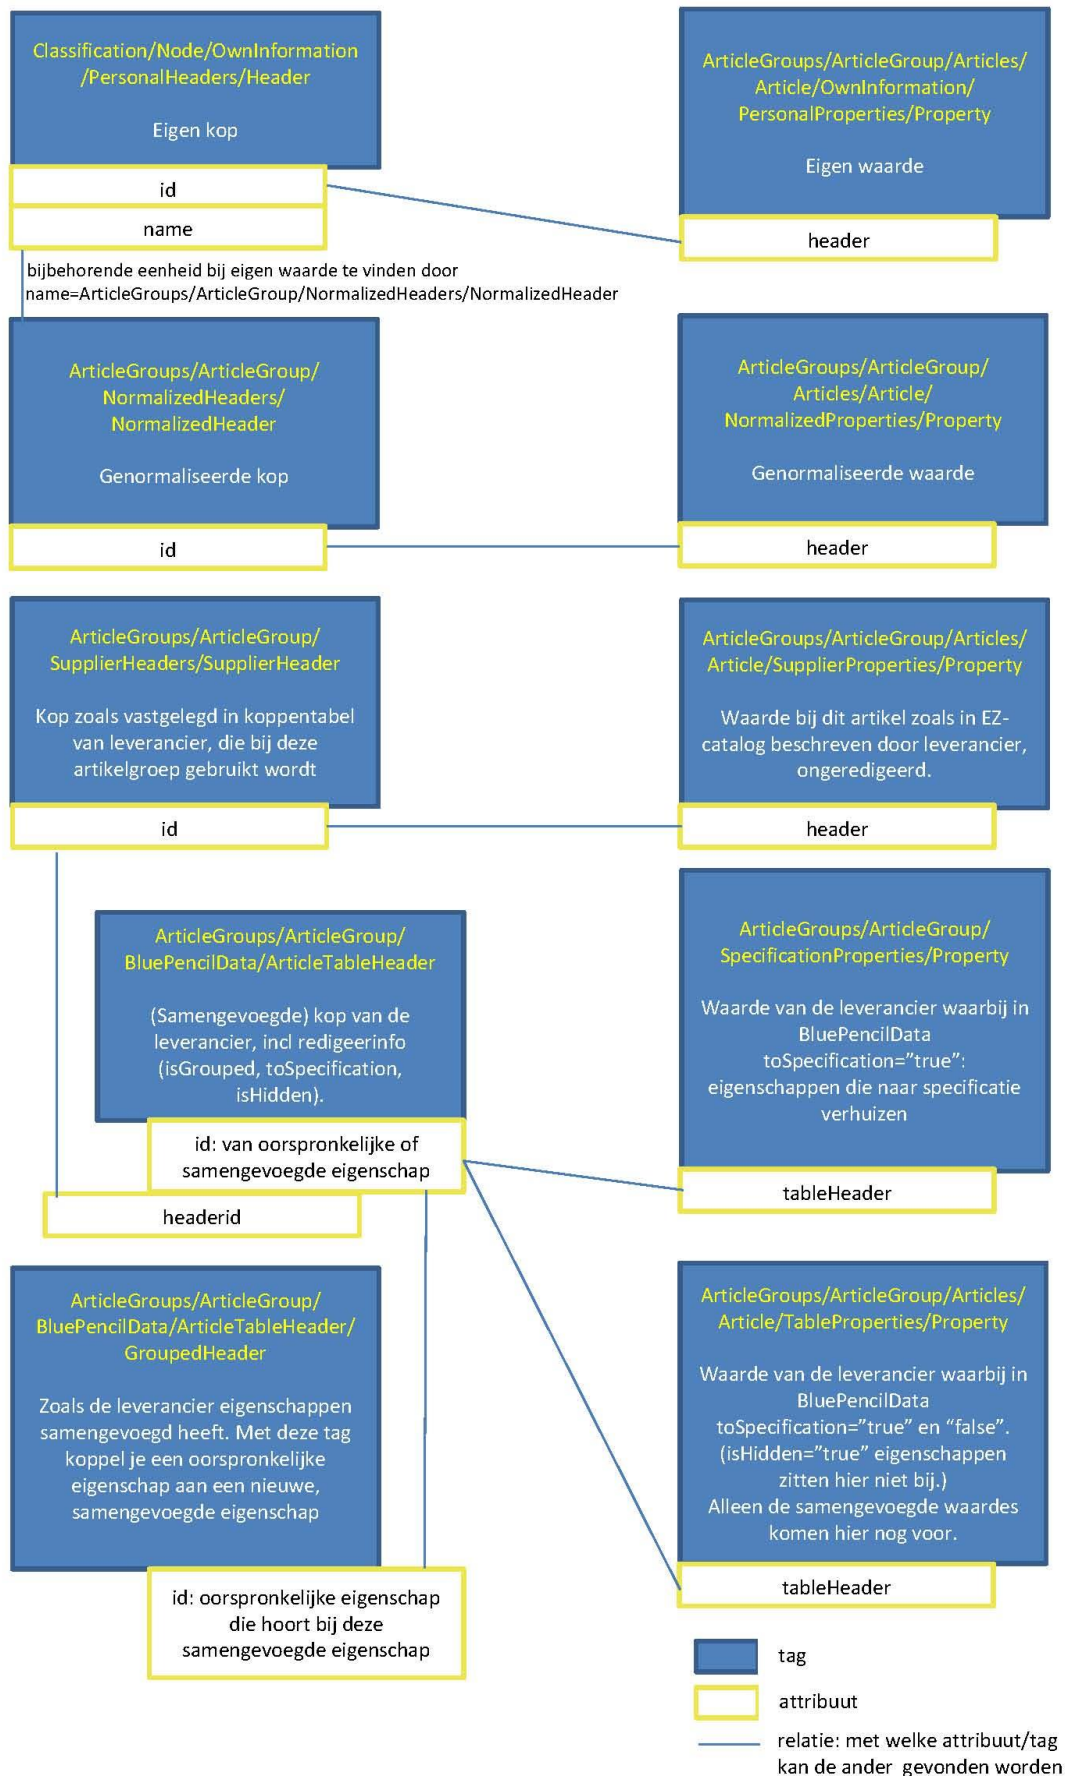 Classification/Node/OwnInformation
/PersonalHeaders/Header
Eigen kop
id
name
ArticleGroups/ArticleGroup/Articles/
Article/OwnInformation/
PersonalProperties/Property
Eigen waarde
header
bijbehorende eenheid bij eigen waarde te vinden door
name=ArticleGroups/ArticleGroup/NormalizedHeaders/NormalizedHeader
ArticleGroups/ArticleGroup/
NormalizedHeaders/
NormalizedHeader
Genormaliseerde kop
id
ArticleGroups/ArticleGroup/
Articles/Article/
NormalizedProperties/Property
Genormaliseerde waarde
header
ArticleGroups/ArticleGroup/
SupplierHeaders/SupplierHeader
Kop zoals vastgelegd in koppentabel
van leverancier, die bij deze
artikelgroep gebruikt wordt
id
ArticleGroups/ArticleGroup/Articles/
Article/SupplierProperties/Property
Waarde bij dit artikel zoals in EZ-
catalog beschreven door leverancier,
ongeredigeerd.
header
ArticleGroups/ArticleGroup/
BluePencilData/ArticleTableHeader
(Samengevoegde) kop van de
leverancier, incl redigeerinfo
(isGrouped, toSpecification,
isHidden).
id: van oorspronkelijke of
samengevoegde eigenschap
headerid
ArticleGroups/ArticleGroup/
SpecificationProperties/Property
Waarde van de leverancier waarbij in
BluePencilData
toSpecification=”true”:
eigenschappen die naar specificatie
verhuizen
tableHeader
ArticleGroups/ArticleGroup/
BluePencilData/ArticleTableHeader/
GroupedHeader
Zoals de leverancier eigenschappen
samengevoegd heeft. Met deze tag
koppel je een oorspronkelijke
eigenschap aan een nieuwe,
samengevoegde eigenschap
id: oorspronkelijke eigenschap
die hoort bij deze
samengevoegde eigenschap
ArticleGroups/ArticleGroup/Articles/
Article/TableProperties/Property
Waarde van de leverancier waarbij in
BluePencilData
toSpecification=”true” en “false”.
(isHidden=”true” eigenschappen
zitten hier niet bij.)
Alleen de samengevoegde waardes
komen hier nog voor.
tableHeader
tag
attribuut
relatie: met welke attribuut/tag
kan de ander gevonden worden